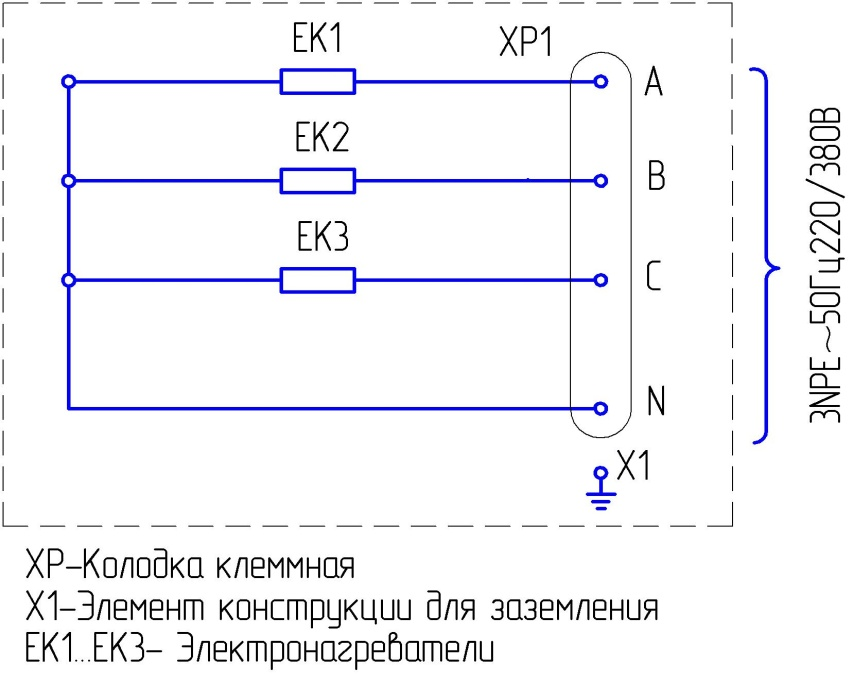 EK1
XP1
A
EK2
B
EK3
C
N
X1
3NPE~50Гц220/380В
XP-Колодка клеммная
X1-Элемент конструкции для заземления
EK1...EK3- Электронагреватели